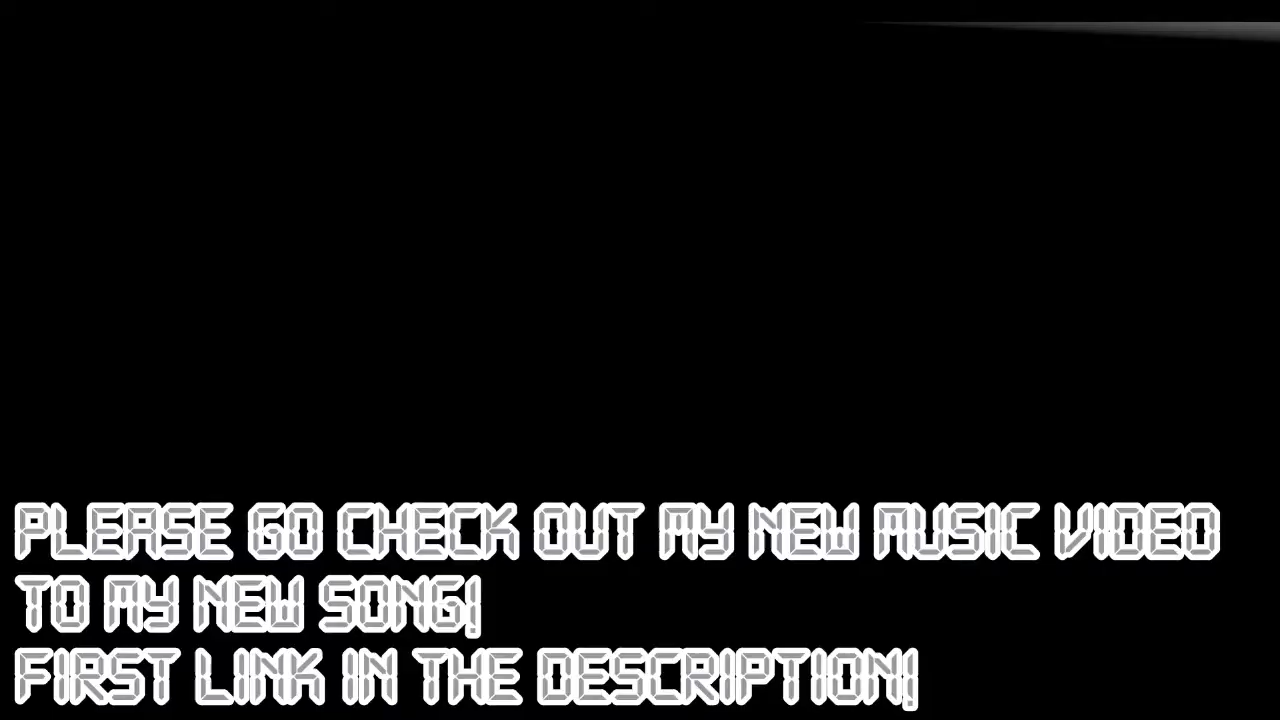 PLEASE GO CHECK OUT MY NEW MUSIC VIDEO
TO MY NEW SONG!
FIRST LINK IN THE DESCRIPTION!